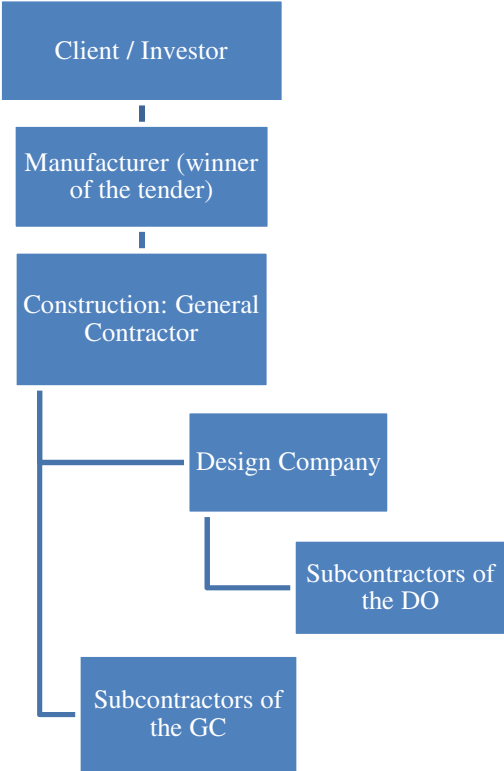 Client / Investor
Manufacturer (winner
of the tender)
Construction: General
Contractor
Design Company
Subcontractors of
the DO
Subcontractors of
the GC